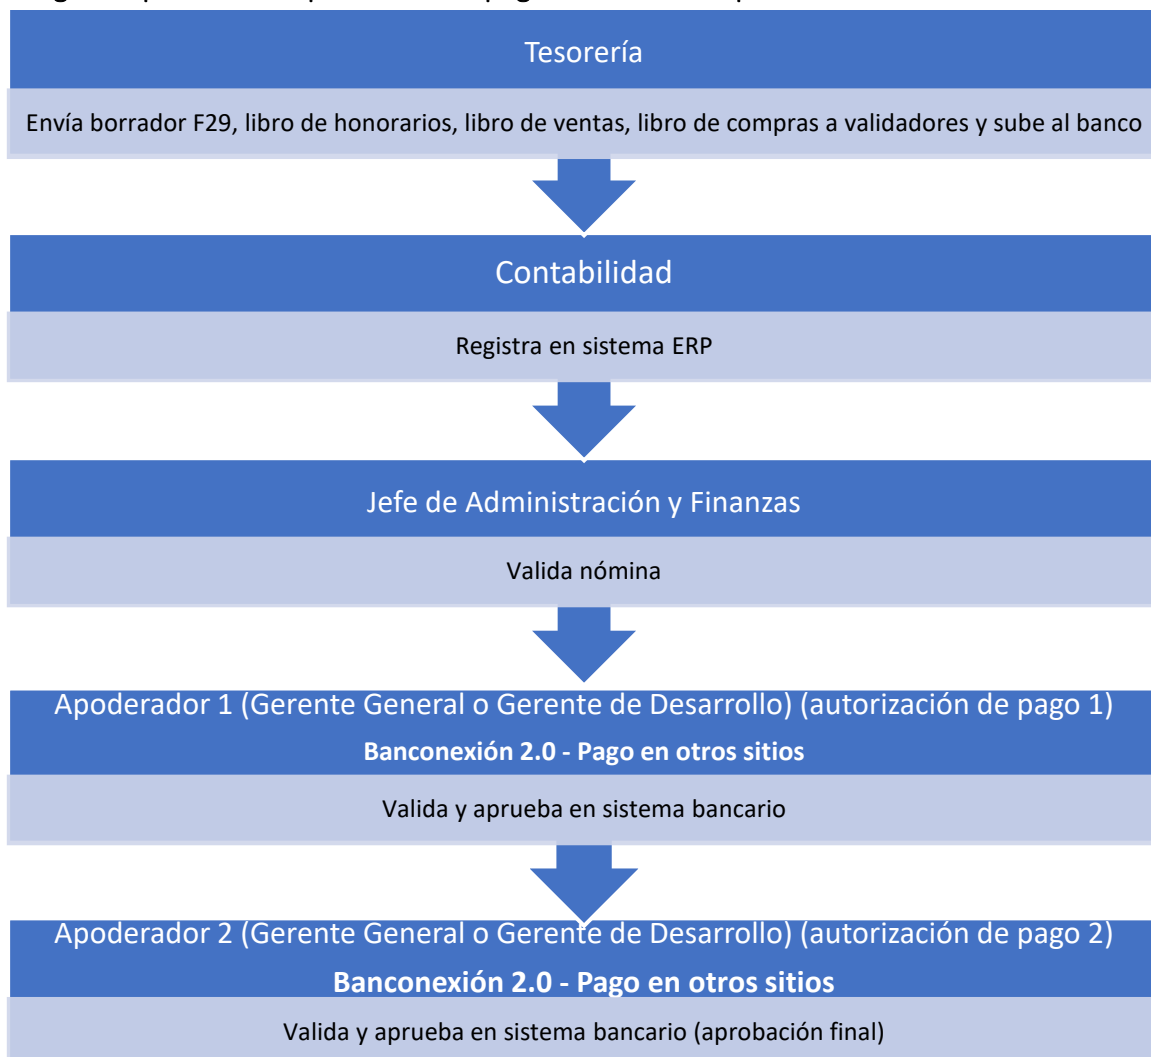 Tesorería
Envía borrador F29, libro de honorarios, libro de ventas, libro de compras a validadores y sube al banco
Contabilidad
Registra en sistema ERP
Jefe de Administración y Finanzas
Valida nómina
Apoderador 1 (Gerente General o Gerente de Desarrollo) (autorización de pago 1)
Banconexión 2.0 - Pago en otros sitios
Valida y aprueba en sistema bancario
Apoderador 2 (Gerente General o Gerente de Desarrollo) (autorización de pago 2)
Banconexión 2.0 - Pago en otros sitios
Valida y aprueba en sistema bancario (aprobación final)